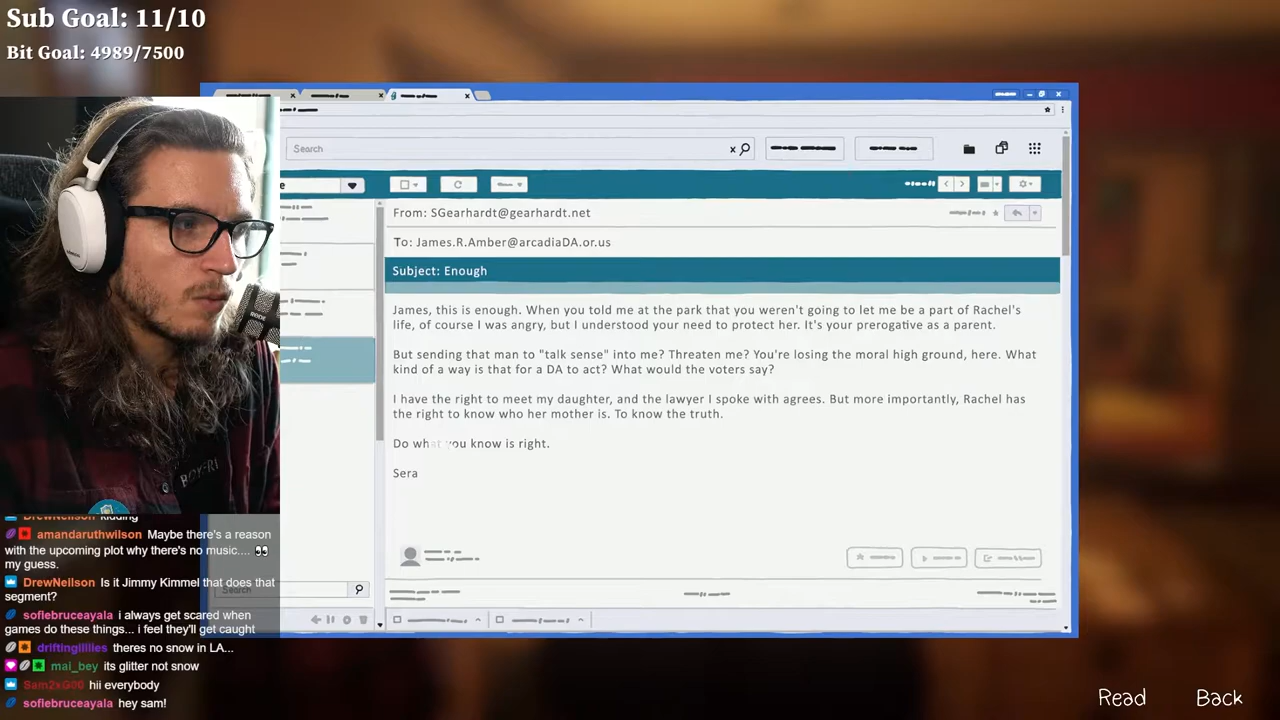 Sub Goal: 11/10
Bit Goal: 4989/7500
Search
e
From: SGearhardt@gearhardt.net
To: James.R.Amber@arcadiaDA.or.us
Subject: Enough
James, this is enough. When you told me at the park that you weren't going to let me be a part of Rachel's
life, of course I was angry, but I understood your need to protect her. It's your prerogative as a parent.
But sending that man to "talk sense" into me? Threaten me? You're losing the moral high ground, here. What
kind of a way is that for a DA to act? What would the voters say?
I have the right to meet my daughter, and the lawyer I spoke with agrees. But more importantly, Rachel has
the right to know who her mother is. To know the truth.
Do what you know is right.
Sera
RODE
DrewNeilson kidding
amandaruthwilson Maybe there's a reason
with the upcoming plot why there's no music.... 👀
my guess.
DrewNeilson Is it Jimmy Kimmel that does that
segment?
sofiebruceayala i always get scared when
games do these things... i feel they'll get caught
driftinglilies theres no snow in LA...
mai_bey its glitter not snow
Sam2xG00 hii everybody
sofiebruceayala hey sam!
Search
Read
Back